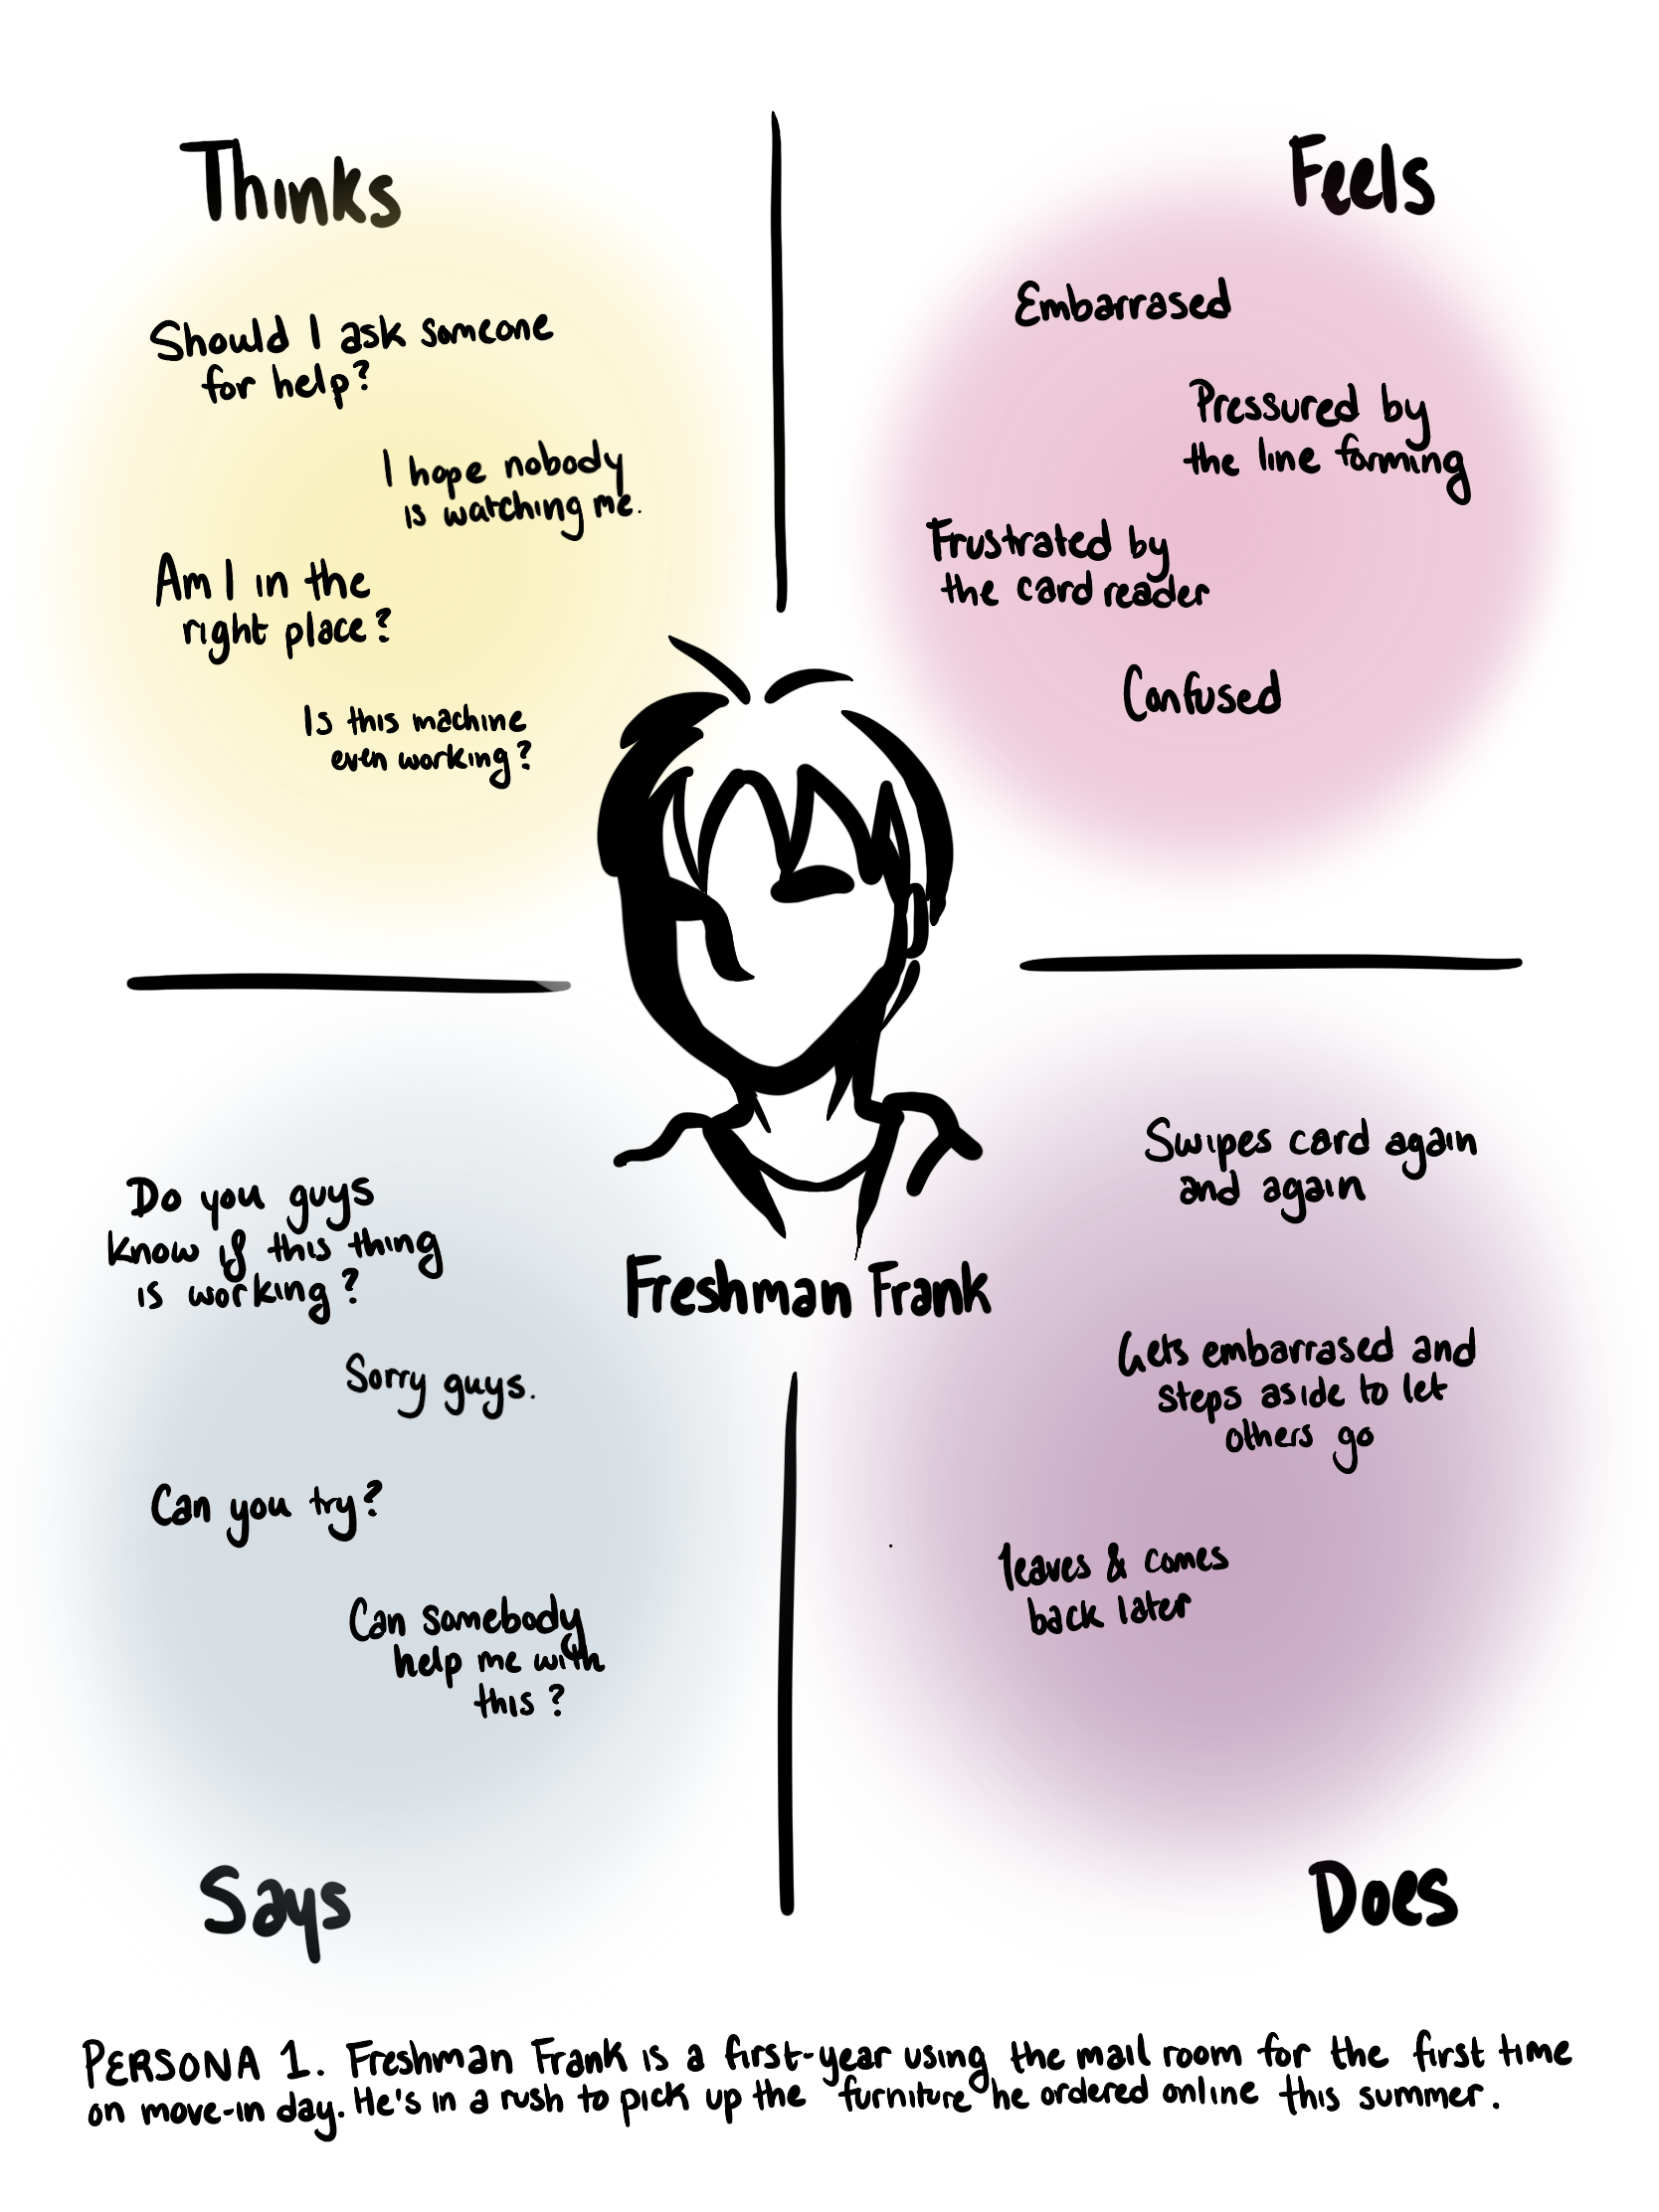 Thinks
Should I ask someone
for help?
I hope nobody
is watching me.
Am I in the
right place?
Is this machine
even working?
Feels
Embarrased
Pressured by
the line forming
Frustrated by
the card reader
Confused
Freshman Frank
Do you guys
know if this thing
is working?
Sorry guys.
Can you try?
Can somebody
help me with
this?
Says
Swipes card again
and again
Gets embarrased and
steps aside to let
others go
leaves & comes
back later
Does
PERSONA 1. Freshman Frank is a first-year using the mail room for the first time
on move-in day. He's in a rush to pick up the furniture he ordered online this summer.